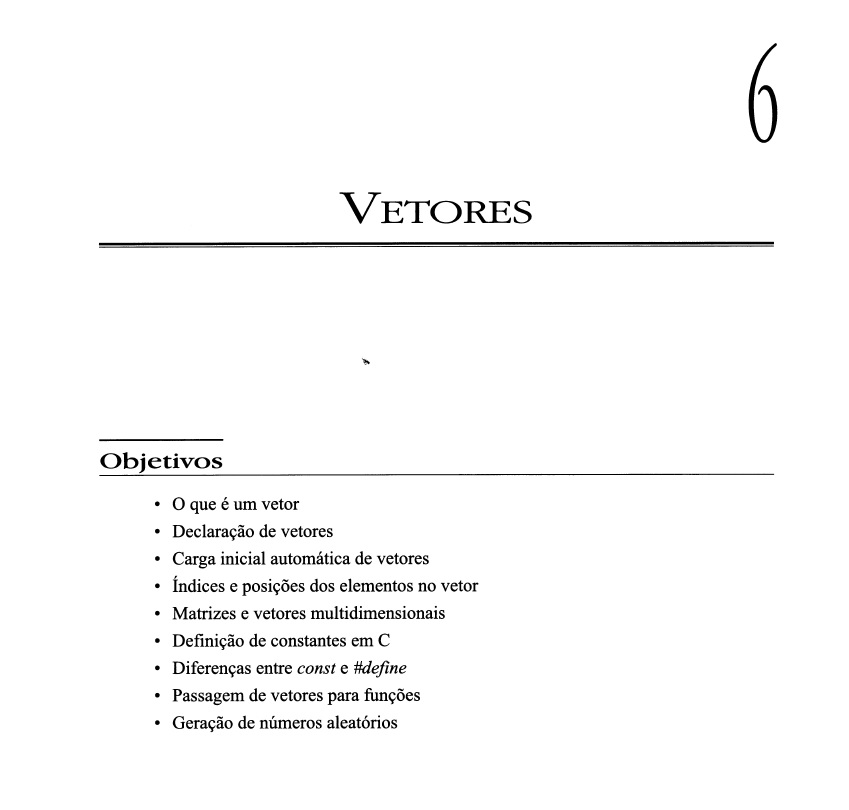 6
VETORES
Objetivos
• O que é um vetor
• Declaração de vetores
• Carga inicial automática de vetores
• Índices e posições dos elementos no vetor
• Matrizes e vetores multidimensionais
• Definição de constantes em C
• Diferenças entre const e #define
• Passagem de vetores para funções
• Geração de números aleatórios